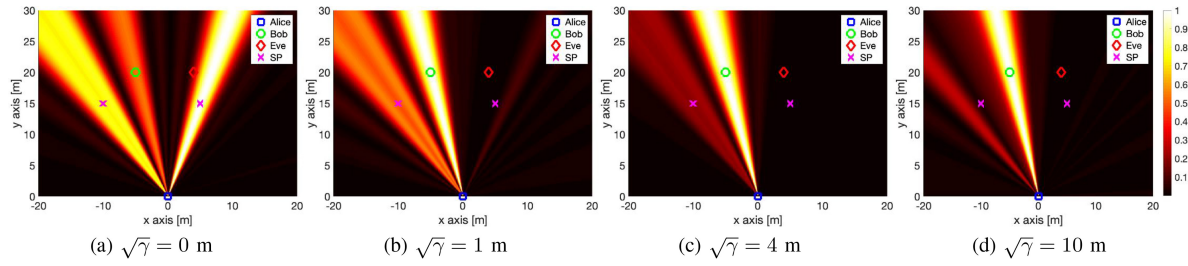 30
25
20
15
10
5
0
y axis [m]
-20 -10 0 10 20
x axis [m]
Alice
Bob
Eve
SP
(a) √γ = 0 m
30
25
20
15
10
5
0
y axis [m]
-20 -10 0 10 20
x axis [m]
Alice
Bob
Eve
SP
(b) √γ = 1 m
30
25
20
15
10
5
0
y axis [m]
-20 -10 0 10 20
x axis [m]
Alice
Bob
Eve
SP
(c) √γ = 4 m
30
25
20
15
10
5
0
y axis [m]
-20 -10 0 10 20
x axis [m]
Alice
Bob
Eve
SP
1
0.9
0.8
0.7
0.6
0.5
0.4
0.3
0.2
0.1
(d) √γ = 10 m